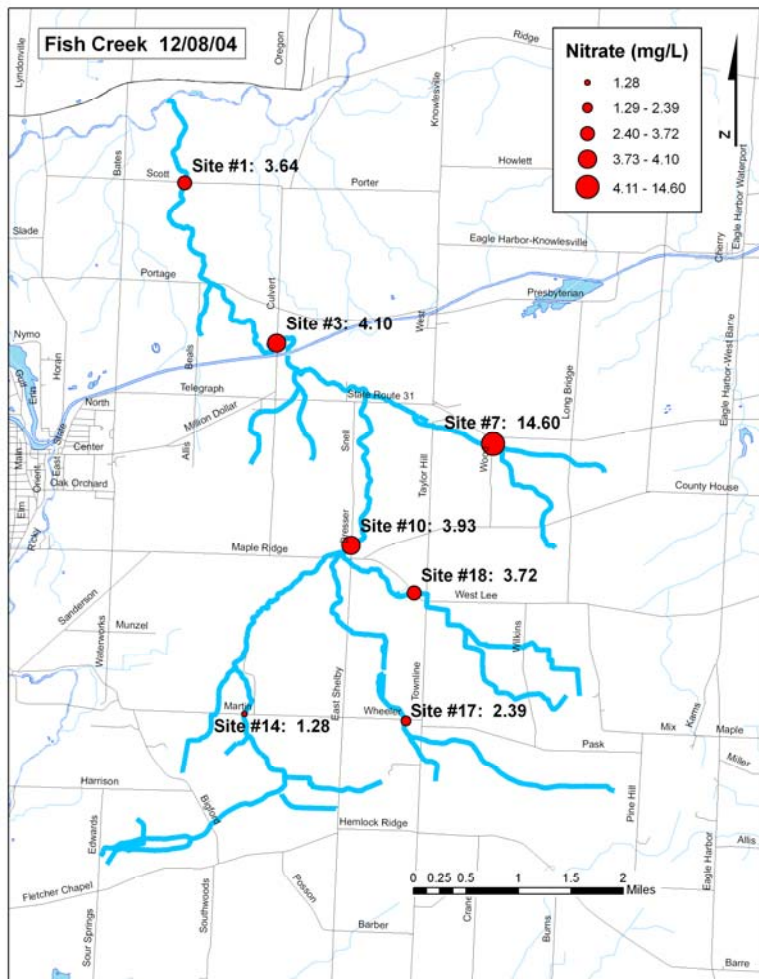 Fish Creek 12/08/04
Nitrate (mg/L)
1.28
1.29 - 2.39
2.40 - 3.72
3.73 - 4.10
4.11 - 14.60
N
Lyndonville
Oregon
Ridge
Knowlesville
Bates
Scott
Site #1: 3.64
Porter
Howlett
Eagle Harbor Waterport
Slade
Eagle Harbor-Knowlesville
Cherry
Portage
Culvert
Presbyterian
Site #3: 4.10
West
Nymo
Horan
Beals
Eagle Harbor-West Barre
Gulf
Erin
Telegraph
North
State Route 31
Long Bridge
Million Dollar
Site #7: 14.60
State
Center
Snell
Main
Orient
East
Allis
Taylor Hill
Oak Orchard
County House
Elm
Ricky
Site #10: 3.93
Maple Ridge
Site #18: 3.72
West Lee
Sanderson
Munzel
Wilkins
Waterworks
East Shelby
Townline
Martin
Wheeler
Site #17: 2.39
Site #14: 1.28
Kams
Mix
Maple
Pask
Miller
Harrison
Bigford
Pine Hill
Edwards
Hemlock Ridge
Allis
Eagle Harbor
Fletcher Chapel
Posson
0 0.25 0.5 1 1.5 2
Miles
Sour Springs
Southwoods
Barber
Crane
Burns
Barre